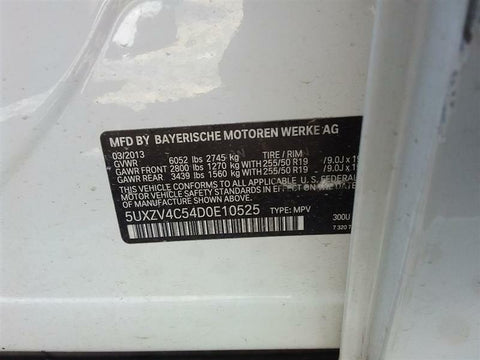 MFD BY BAYERISCHE MOTOREN WERKE AG
03/2013
GVWR 6052 lbs 2745 kg TIRE / RIM
GAWR FRONT 2800 lbs 1270 kg WITH 255/50 R19 /9.0J x
GAWR REAR 3439 lbs 1560 kg WITH 255/50 R19 /9.0J x
THIS CONFORMS TO ALL APPLICABLE U.S. FEDERAL
MOTOR VEHICLE SAFETY STANDARDS IN EFFECT ON THE DATE
OF MANUFACTURE SHOWN ABOVE.
5UXZV4C54D0E10525 TYPE: MPV
300U
7 320 7